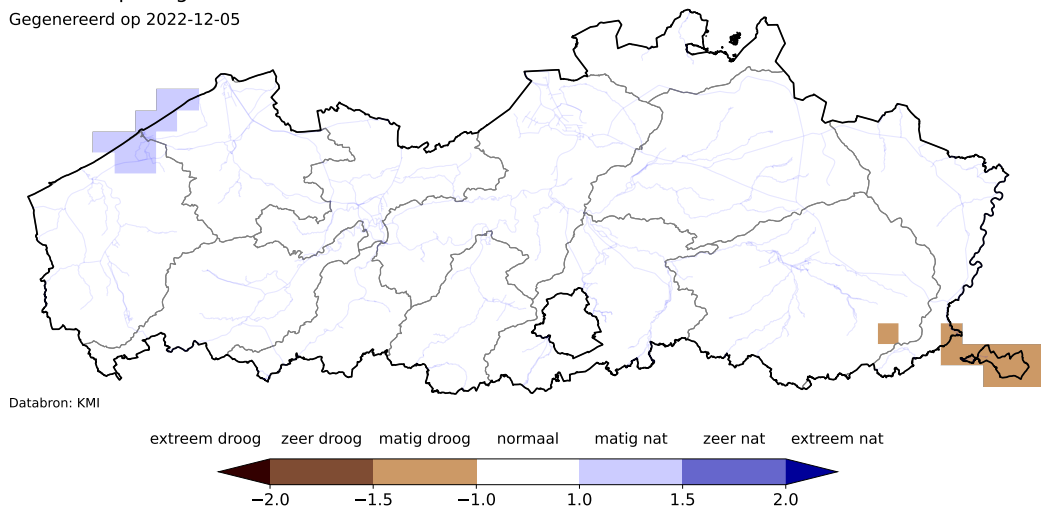 Gegenereerd op 2022-12-05
Databron: KMI
extreem droog zeer droog matig droog normaal matig nat zeer nat extreem nat
−2.0 −1.5 −1.0 1.0 1.5 2.0